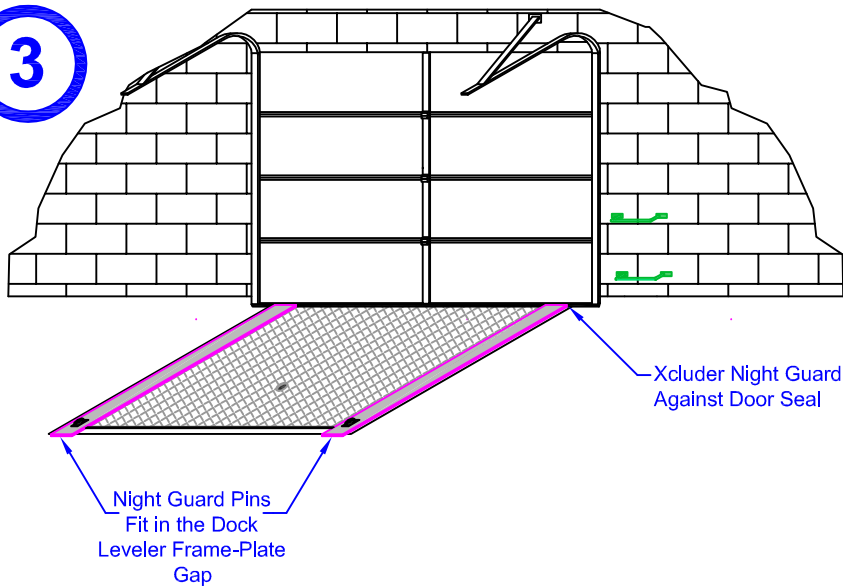 3
Xcluder Night Guard
Against Door Seal
Night Guard Pins
Fit in the Dock
Leveler Frame-Plate
Gap